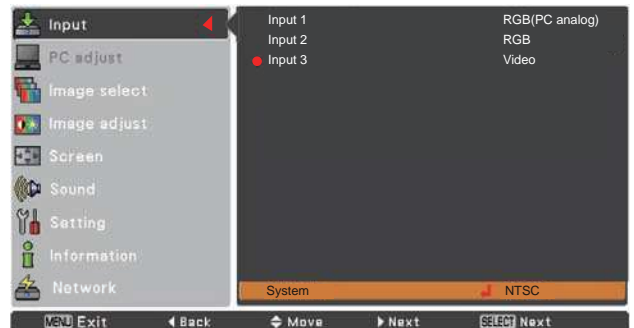 Input
PC adjust
Image select
Image adjust
Screen
Sound
Setting
Information
Network
Input 1 RGB(PC analog)
Input 2 RGB
Input 3 Video
System NTSC
MENU Exit Back Move Next SELECT Next